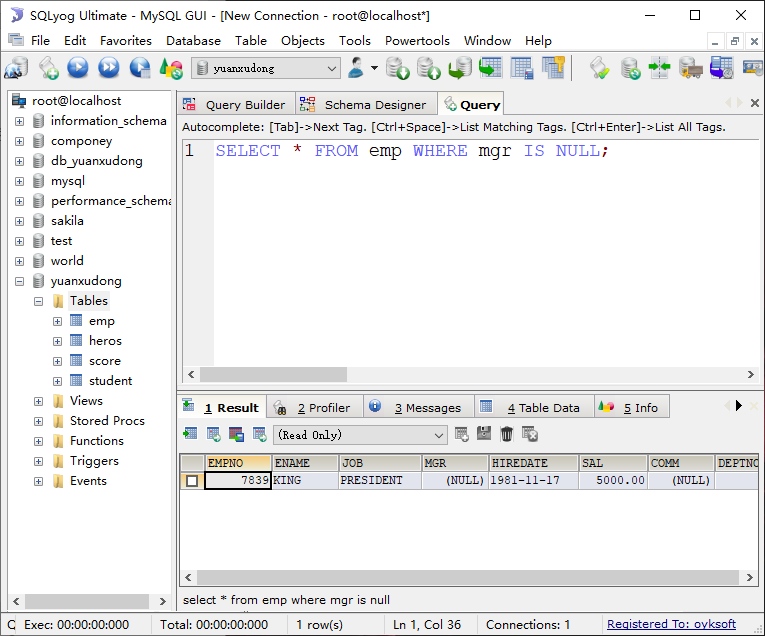 SQLyog Ultimate - MySQL GUI - [New Connection - root@localhost*]
File Edit Favorites Database Table Objects Tools Powertools Window Help
yuanxudong
root@localhost
information_schema
componey
db_yuanxudong
mysql
performance_schema
sakila
test
world
yuanxudong
Tables
emp
heros
score
student
Views
Stored Procs
Functions
Triggers
Events
Query Builder Schema Designer Query
Autocomplete: [Tab]->Next Tag. [Ctrl+Space]->List Matching Tags. [Ctrl+Enter]->List All Tags.
1 SELECT * FROM emp WHERE mgr IS NULL;
1 Result 2 Profiler 3 Messages 4 Table Data 5 Info
(Read Only)
EMPNO ENAME JOB MGR HIREDATE SAL COMM DEPTNO
7839 KING PRESIDENT (NULL) 1981-11-17 5000.00 (NULL)
select * from emp where mgr is null
Exec: 00:00:00:000 Total: 00:00:00:000 1 row(s) Ln 1, Col 36 Connections: 1 Registered To: ovksoft